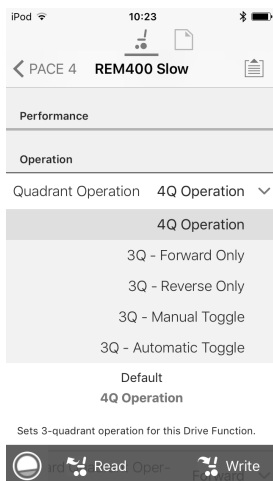 iPod 10:23
PACE 4 REM400 Slow
Performance
Operation
Quadrant Operation 4Q Operation
4Q Operation
3Q - Forward Only
3Q - Reverse Only
3Q - Manual Toggle
3Q - Automatic Toggle
Default
4Q Operation
Sets 3-quadrant operation for this Drive Function.
Read Write